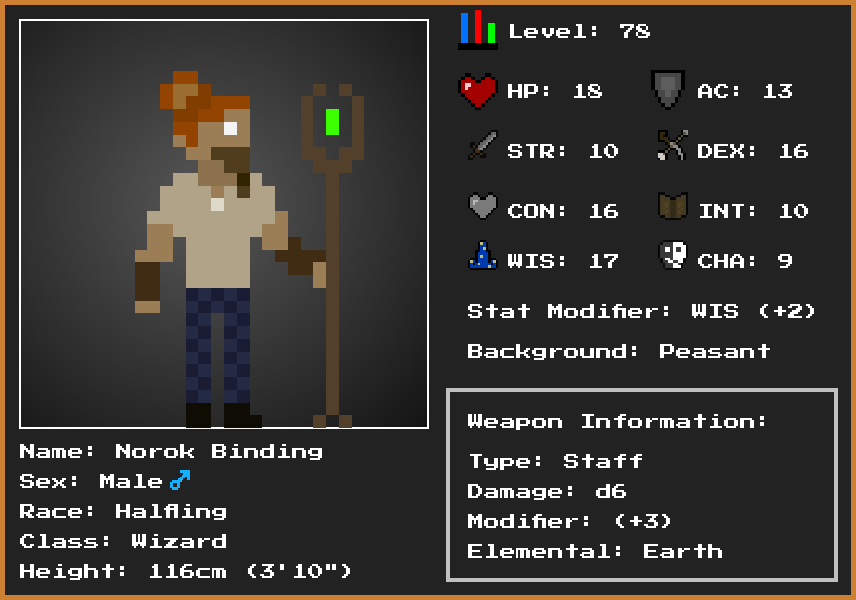 Level: 78
HP: 18
AC: 13
STR: 10
DEX: 16
CON: 16
INT: 10
WIS: 17
CHA: 9
Stat Modifier: WIS (+2)
Background: Peasant
Weapon Information:
Type: Staff
Damage: d6
Modifier: (+3)
Elemental: Earth
Name: Norok Binding
Sex: Male♂
Race: Halfling
Class: Wizard
Height: 116cm (3'10")